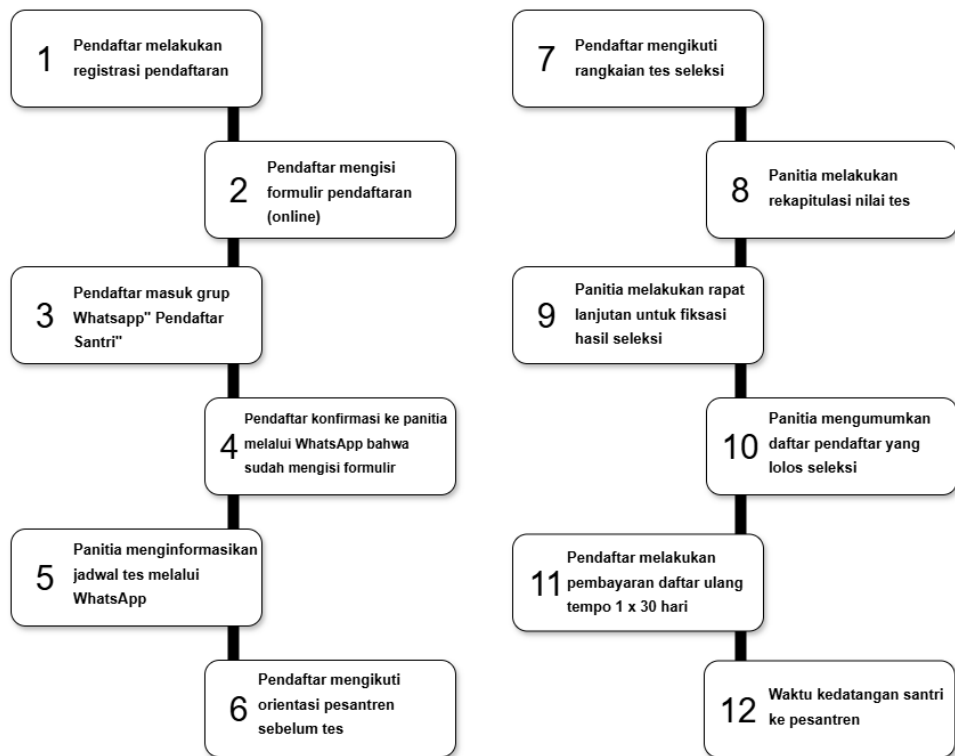 1
Pendaftar melakukan
registrasi pendaftaran
2
Pendaftar mengisi
formulir pendaftaran
(online)
3
Pendaftar masuk grup
Whatsapp" Pendaftar
Santri"
4
Pendaftar konfirmasi ke panitia
melalui WhatsApp bahwa
sudah mengisi formulir
5
Panitia menginformasikan
jadwal tes melalui
WhatsApp
6
Pendaftar mengikuti
orientasi pesantren
sebelum tes
7
Pendaftar mengikuti
rangkaian tes seleksi
8
Panitia melakukan
rekapitulasi nilai tes
9
Panitia melakukan rapat
lanjutan untuk fiksasi
hasil seleksi
10
Panitia mengumumkan
daftar pendaftar yang
lolos seleksi
11
Pendaftar melakukan
pembayaran daftar ulang
tempo 1 x 30 hari
12
Waktu kedatangan santri
ke pesantren